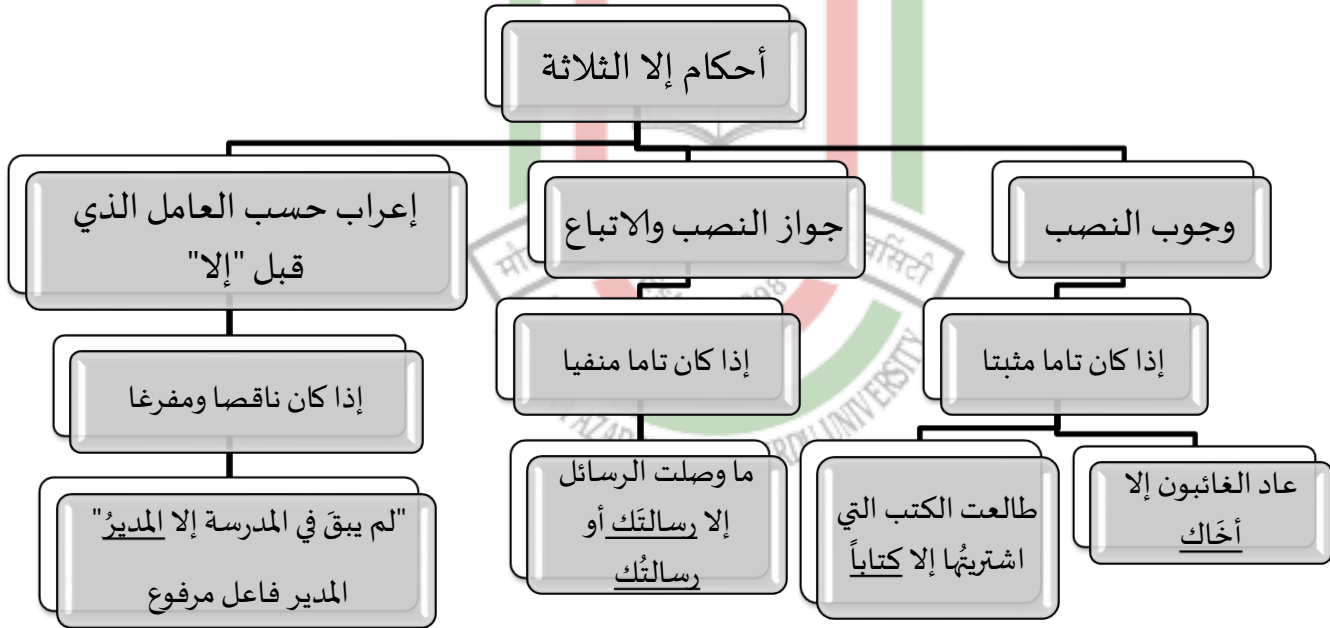 أحكام إلا الثلاثة
وجوب النصب
جواز النصب والاتباع
إعراب حسب العامل الذي
قبل "إلا"
إذا كان تاما مثبتا
إذا كان تاما منفيا
إذا كان ناقصا ومفرغا
عاد الغائبون إلا
أخَاك
طالعت الكتب التي
اشتريتُها إلا كتاباً
ما وصلت الرسائل
إلا رسالتَك أو
رسالتُك
"لم يبقَ في المدرسة إلا المديرُ"
المدير فاعل مرفوع